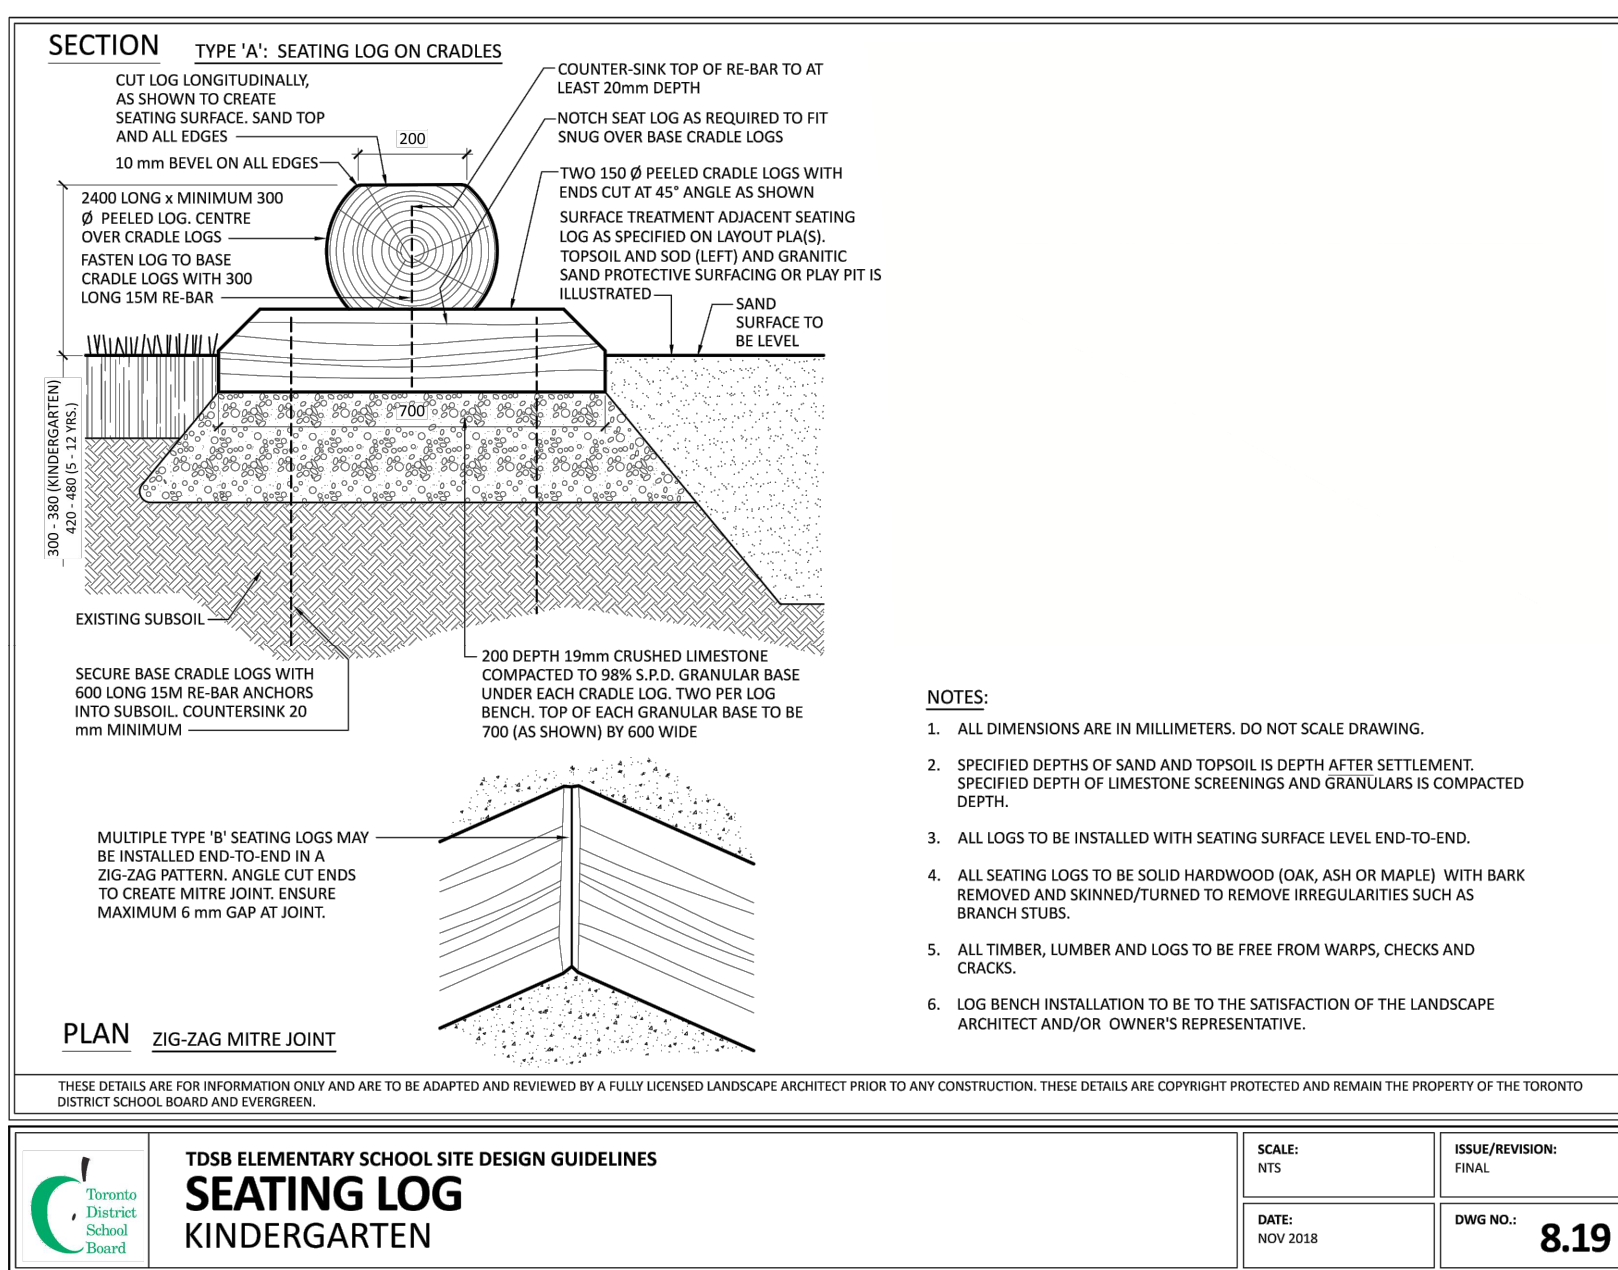 SECTION
TYPE 'A': SEATING LOG ON CRADLES
CUT LOG LONGITUDINALLY,
AS SHOWN TO CREATE
SEATING SURFACE. SAND TOP
AND ALL EDGES
10 mm BEVEL ON ALL EDGES
200
2400 LONG x MINIMUM 300
Ø PEELED LOG. CENTRE
OVER CRADLE LOGS
FASTEN LOG TO BASE
CRADLE LOGS WITH 300
LONG 15M RE-BAR
COUNTER-SINK TOP OF RE-BAR TO AT
LEAST 20mm DEPTH
NOTCH SEAT LOG AS REQUIRED TO FIT
SNUG OVER BASE CRADLE LOGS
TWO 150 Ø PEELED CRADLE LOGS WITH
ENDS CUT AT 45° ANGLE AS SHOWN
SURFACE TREATMENT ADJACENT SEATING
LOG AS SPECIFIED ON LAYOUT PLA(S).
TOPSOIL AND SOD (LEFT) AND GRANITIC
SAND PROTECTIVE SURFACING OR PLAY PIT IS
ILLUSTRATED
SAND
SURFACE TO
BE LEVEL
300 - 380 (KINDERGARTEN)
420 - 480 (5 - 12 YRS.)
700
EXISTING SUBSOIL
SECURE BASE CRADLE LOGS WITH
600 LONG 15M RE-BAR ANCHORS
INTO SUBSOIL. COUNTERSINK 20
mm MINIMUM
200 DEPTH 19mm CRUSHED LIMESTONE
COMPACTED TO 98% S.P.D. GRANULAR BASE
UNDER EACH CRADLE LOG. TWO PER LOG
BENCH. TOP OF EACH GRANULAR BASE TO BE
700 (AS SHOWN) BY 600 WIDE
MULTIPLE TYPE 'B' SEATING LOGS MAY
BE INSTALLED END-TO-END IN A
ZIG-ZAG PATTERN. ANGLE CUT ENDS
TO CREATE MITRE JOINT. ENSURE
MAXIMUM 6 mm GAP AT JOINT.
PLAN
ZIG-ZAG MITRE JOINT
NOTES:
1. ALL DIMENSIONS ARE IN MILLIMETERS. DO NOT SCALE DRAWING.
2. SPECIFIED DEPTHS OF SAND AND TOPSOIL IS DEPTH AFTER SETTLEMENT.
SPECIFIED DEPTH OF LIMESTONE SCREENINGS AND GRANULARS IS COMPACTED
DEPTH.
3. ALL LOGS TO BE INSTALLED WITH SEATING SURFACE LEVEL END-TO-END.
4. ALL SEATING LOGS TO BE SOLID HARDWOOD (OAK, ASH OR MAPLE) WITH BARK
REMOVED AND SKINNED/TURNED TO REMOVE IRREGULARITIES SUCH AS
BRANCH STUBS.
5. ALL TIMBER, LUMBER AND LOGS TO BE FREE FROM WARPS, CHECKS AND
CRACKS.
6. LOG BENCH INSTALLATION TO BE TO THE SATISFACTION OF THE LANDSCAPE
ARCHITECT AND/OR OWNER'S REPRESENTATIVE.
THESE DETAILS ARE FOR INFORMATION ONLY AND ARE TO BE ADAPTED AND REVIEWED BY A FULLY LICENSED LANDSCAPE ARCHITECT PRIOR TO ANY CONSTRUCTION. THESE DETAILS ARE COPYRIGHT PROTECTED AND REMAIN THE PROPERTY OF THE TORONTO
DISTRICT SCHOOL BOARD AND EVERGREEN.
Toronto
District
School
Board
TDSB ELEMENTARY SCHOOL SITE DESIGN GUIDELINES
SEATING LOG
KINDERGARTEN
SCALE:
NTS
ISSUE/REVISION:
FINAL
DATE:
NOV 2018
DWG NO.:
8.19